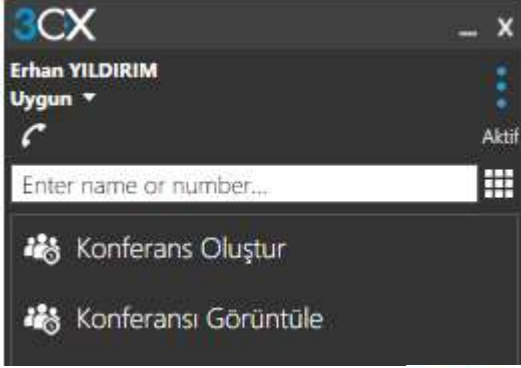 3CX
Erhan YILDIRIM
Uygun
Aktif
Enter name or number...
Konferans Oluştur
Konferansı Görüntüle